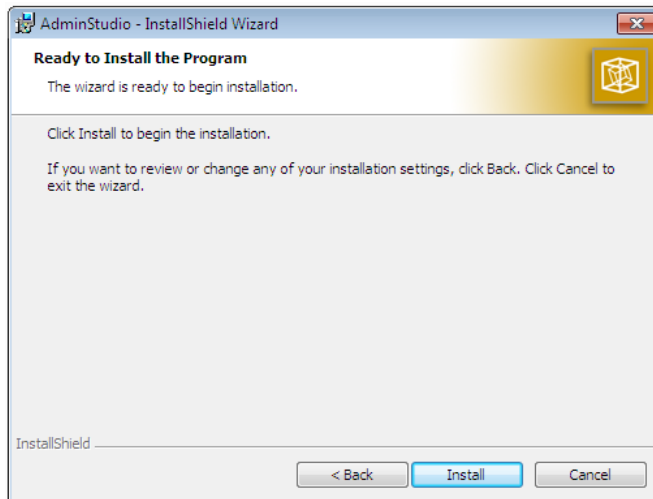 AdminStudio - InstallShield Wizard
Ready to Install the Program
The wizard is ready to begin installation.
Click Install to begin the installation.
If you want to review or change any of your installation settings, click Back. Click Cancel to
exit the wizard.
InstallShield
< Back
Install
Cancel